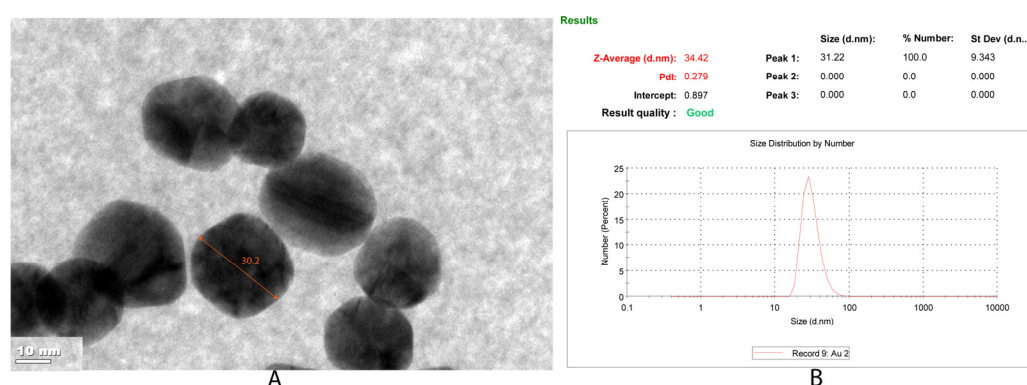 30.2
10 nm
A
Results
Size (d.nm): % Number: St Dev (d.n...
Z-Average (d.nm): 34.42 Peak 1: 31.22 100.0 9.343
PdI: 0.279 Peak 2: 0.000 0.0 0.000
Intercept: 0.897 Peak 3: 0.000 0.0 0.000
Result quality : Good
Size Distribution by Number
Number (Percent)
25
20
15
10
5
0
0.1 1 10 100 1000 10000
Size (d.nm)
Record 9: Au 2
B